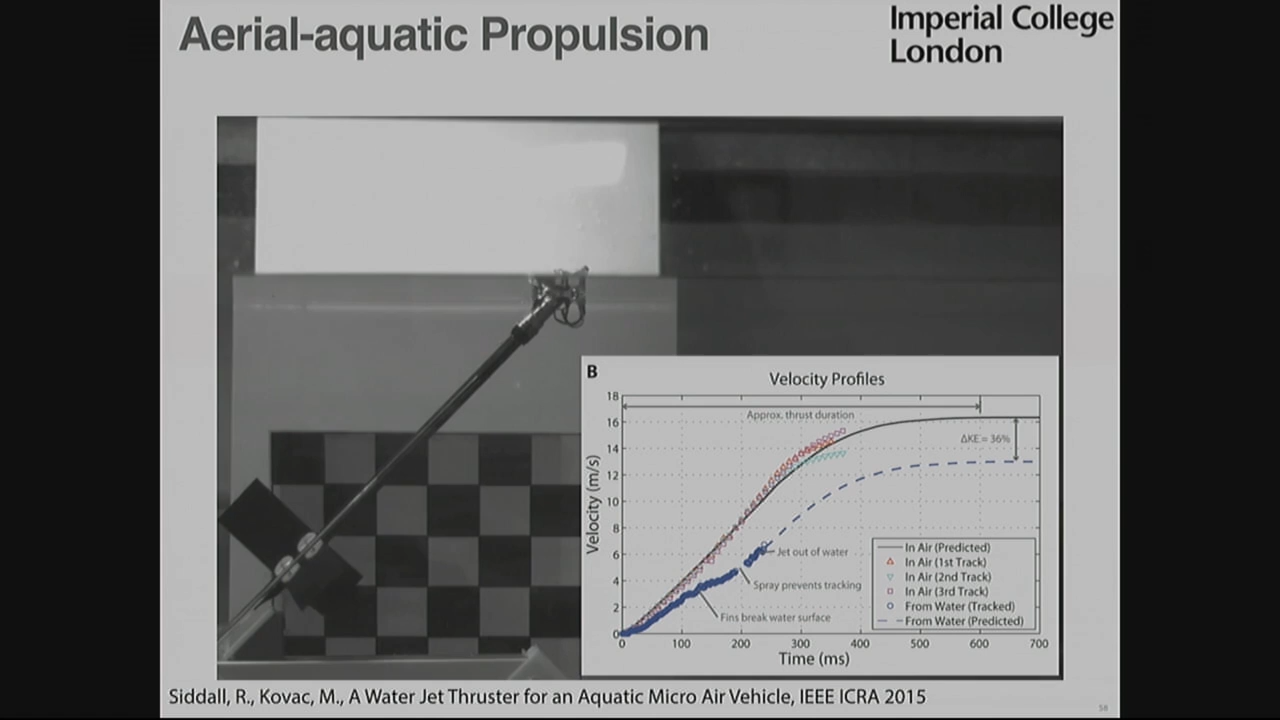 Aerial-aquatic Propulsion
Imperial College
London
B
Velocity Profiles
Approx. thrust duration
ΔKE = 36%
Velocity (m/s)
18
16
14
12
10
8
6
4
2
0
Jet out of water
Spray prevents tracking
Fins break water surface
In Air (Predicted)
In Air (1st Track)
In Air (2nd Track)
In Air (3rd Track)
From Water (Tracked)
From Water (Predicted)
0 100 200 300 400 500 600 700
Time (ms)
Siddall, R., Kovac, M., A Water Jet Thruster for an Aquatic Micro Air Vehicle, IEEE ICRA 2015
58